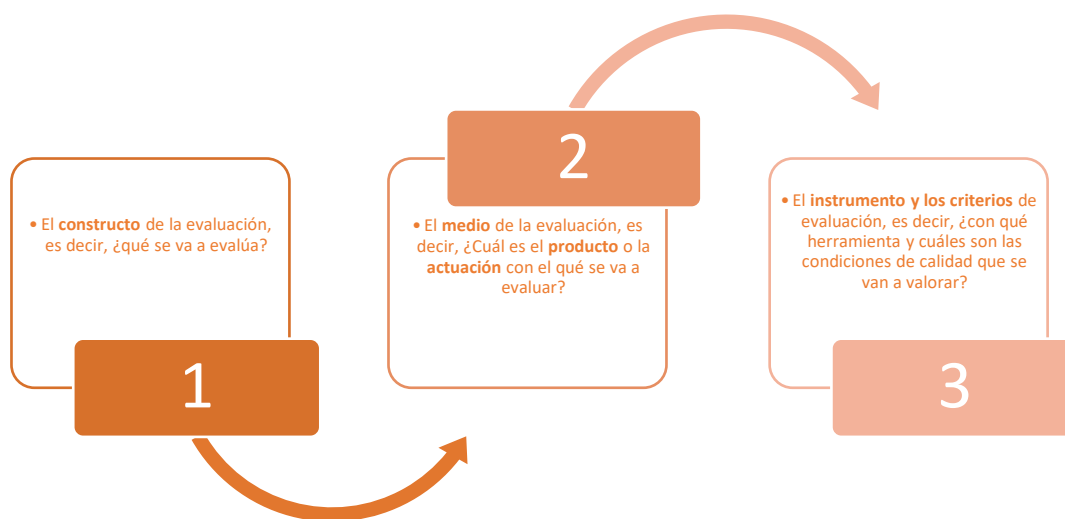 • El constructo de la evaluación,
es decir, ¿qué se va a evalúa?
1
2
• El medio de la evaluación, es
decir, ¿Cuál es el producto o la
actuación con el qué se va a
evaluar?
• El instrumento y los criterios de
evaluación, es decir, ¿con qué
herramienta y cuáles son las
condiciones de calidad que se
van a valorar?
3